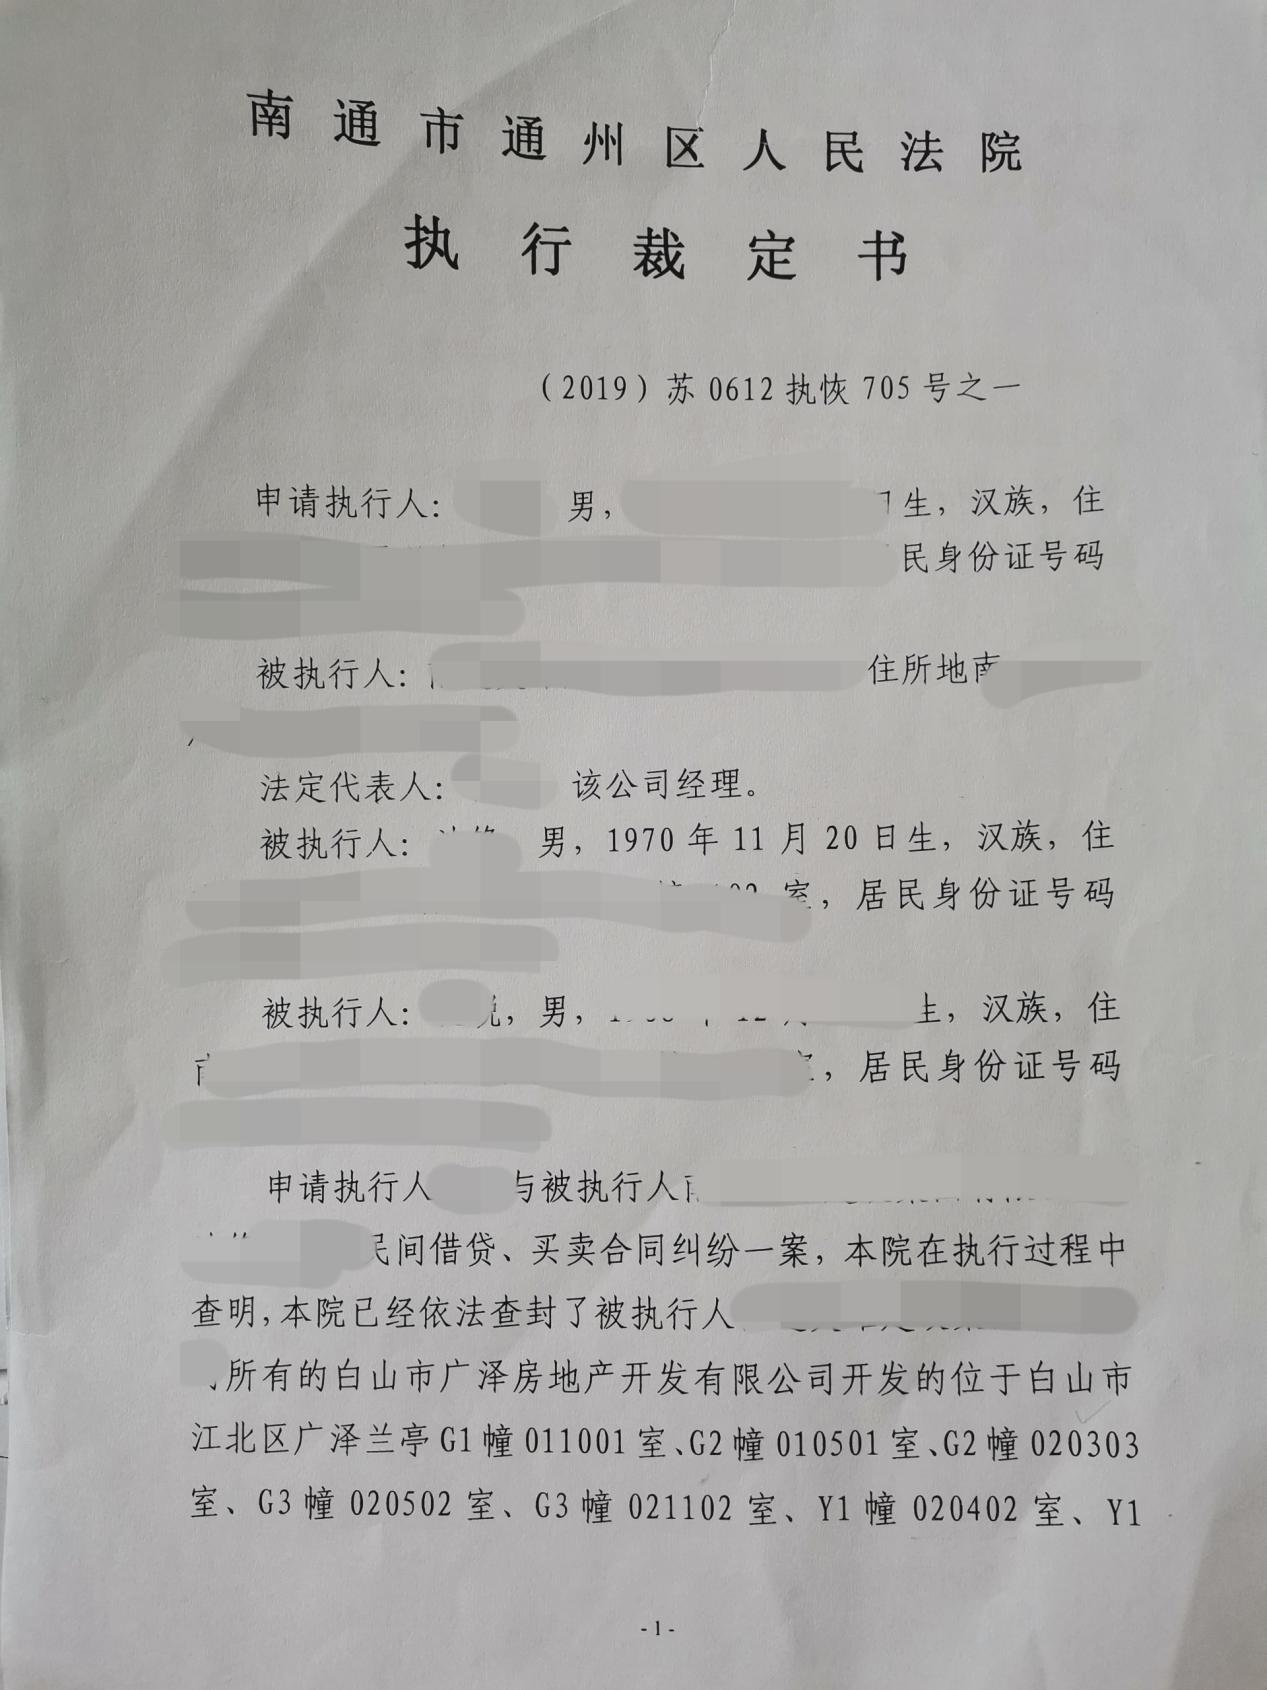 南通市通州区人民法院
执行裁定书
（2019）苏0612执恢705号之一
申请执行人： 男， 日生，汉族，住
民身份证号码
被执行人： 住所地南
法定代表人： 该公司经理。
被执行人： 男，1970年11月20日生，汉族，住
室，居民身份证号码
被执行人： 男， 生，汉族，住
，居民身份证号码
申请执行人 与被执行人
民间借贷、买卖合同纠纷一案，本院在执行过程中
查明，本院已经依法查封了被执行人
所有的白山市广泽房地产开发有限公司开发的位于白山市
江北区广泽兰亭G1幢011001室、G2幢010501室、G2幢020303
室、G3幢020502室、G3幢021102室、Y1幢020402室、Y1
-1-